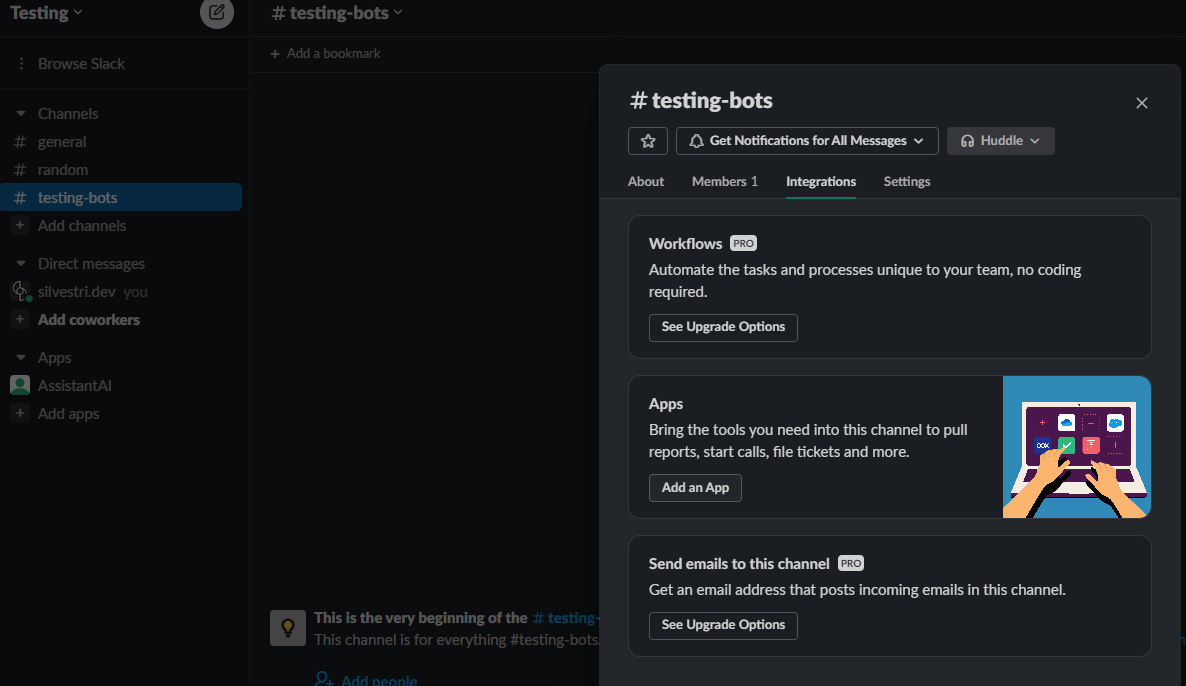 Testing
# testing-bots
+ Add a bookmark
Browse Slack
Channels
# general
# random
# testing-bots
+ Add channels
Direct messages
silvestri.dev you
+ Add coworkers
Apps
AssistantAI
+ Add apps
This is the very beginning of the # testing-
This channel is for everything #testing-bots.
Add people
# testing-bots
Get Notifications for All Messages
Huddle
About Members 1 Integrations Settings
Workflows PRO
Automate the tasks and processes unique to your team, no coding
required.
See Upgrade Options
Apps
Bring the tools you need into this channel to pull
reports, start calls, file tickets and more.
Add an App
Send emails to this channel PRO
Get an email address that posts incoming emails in this channel.
See Upgrade Options